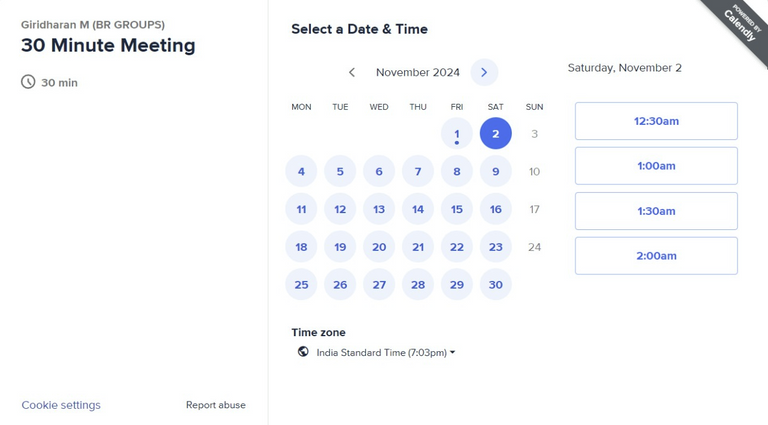 Giridharan M (BR GROUPS)
30 Minute Meeting
30 min
Cookie settings
Report abuse
Select a Date & Time
November 2024
MON TUE WED THU FRI SAT SUN
1 2 3
4 5 6 7 8 9 10
11 12 13 14 15 16 17
18 19 20 21 22 23 24
25 26 27 28 29 30
Time zone
India Standard Time (7:03pm)
Saturday, November 2
12:30am
1:00am
1:30am
2:00am
POWERED BY
Calendly